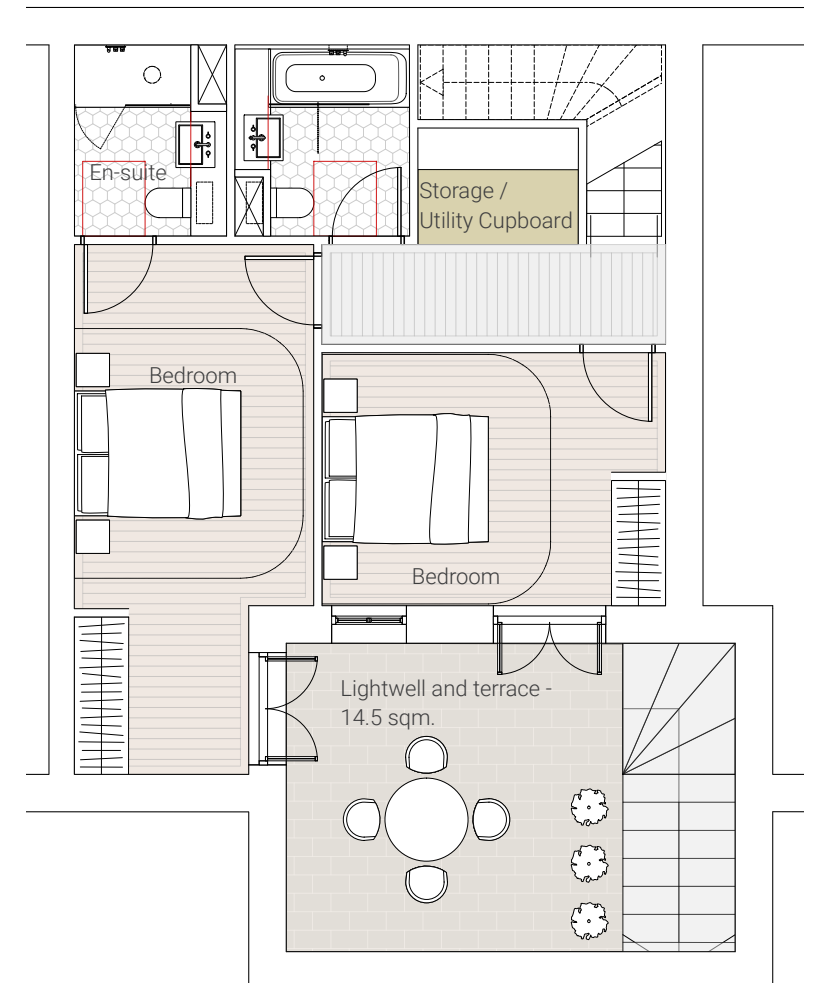 En-suite
Storage /
Utility Cupboard
Bedroom
Bedroom
Lightwell and terrace -
14.5 sqm.